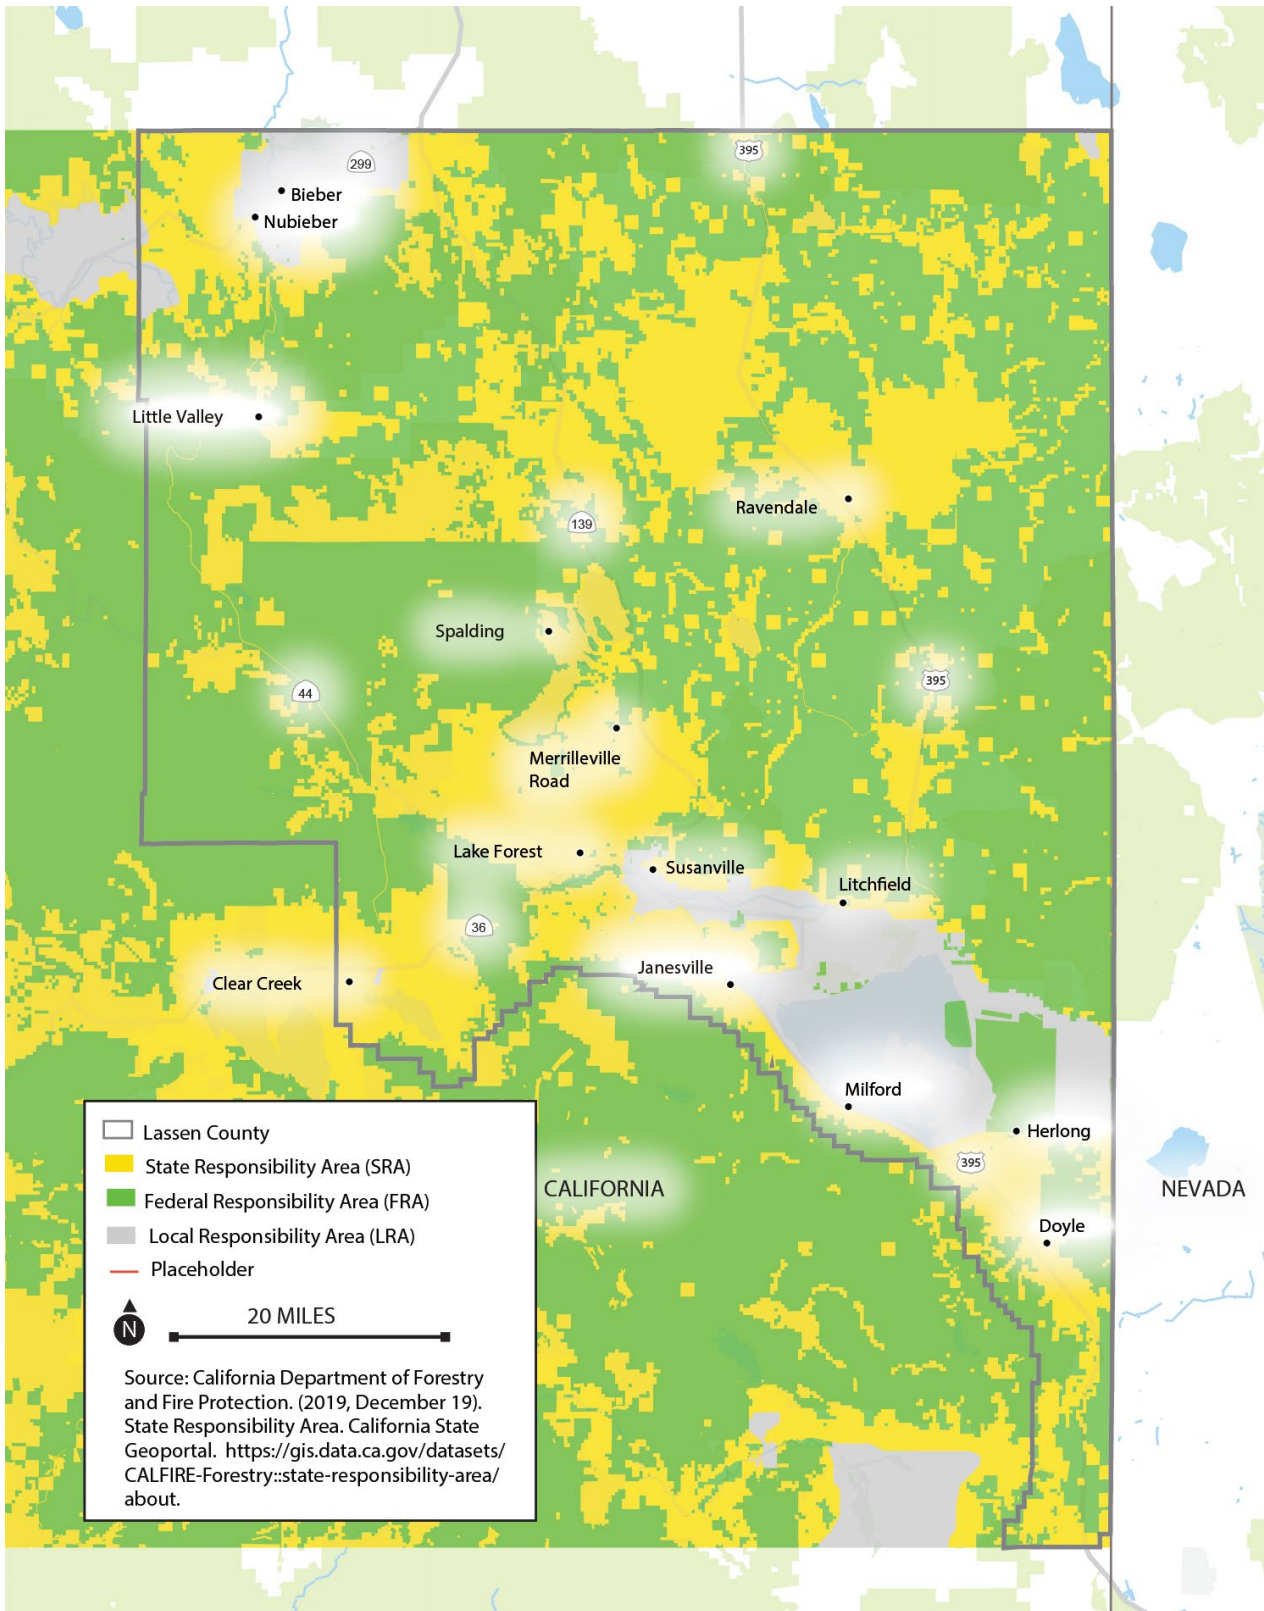 395
299
Bieber
Nubieber
Little Valley
Ravendale
139
Spalding
395
44
Merrilleville
Road
Lake Forest
Susanville
Litchfield
36
Janesville
Clear Creek
Milford
Herlong
395
CALIFORNIA
NEVADA
Doyle
Lassen County
State Responsibility Area (SRA)
Federal Responsibility Area (FRA)
Local Responsibility Area (LRA)
Placeholder
N
20 MILES
Source: California Department of Forestry
and Fire Protection. (2019, December 19).
State Responsibility Area. California State
Geoportal. https://gis.data.ca.gov/datasets/
CALFIRE-Forestry::state-responsibility-area/
about.